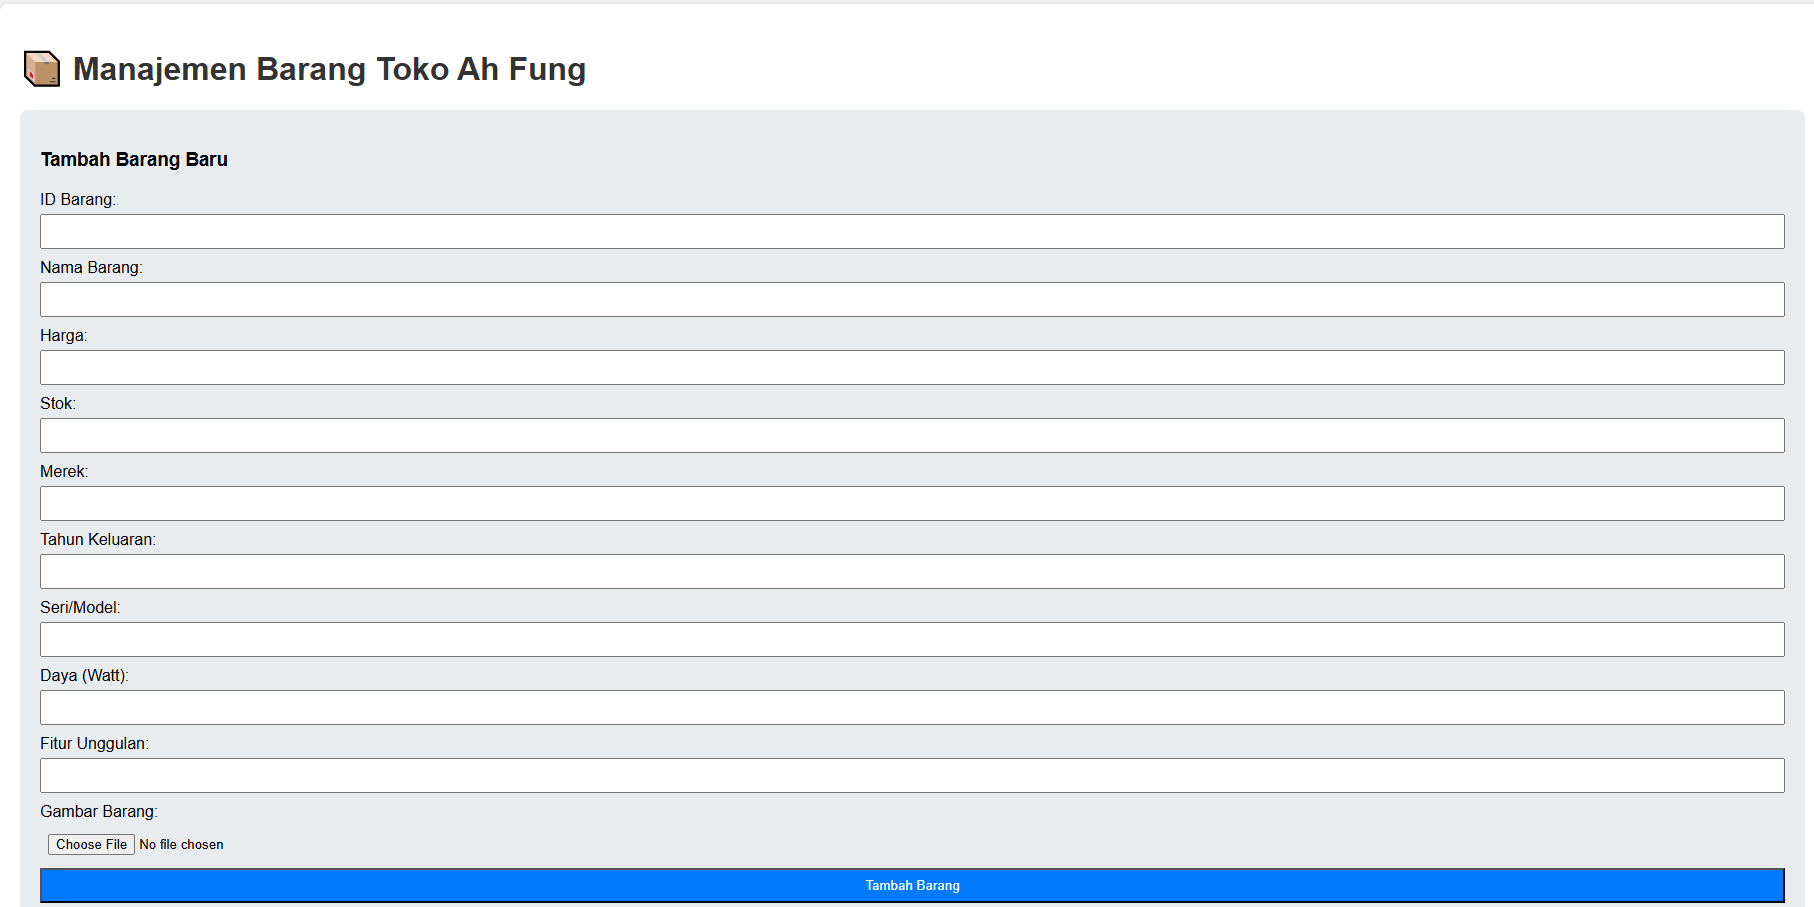 Manajemen Barang Toko Ah Fung
Tambah Barang Baru
ID Barang:
Nama Barang:
Harga:
Stok:
Merek:
Tahun Keluaran:
Seri/Model:
Daya (Watt):
Fitur Unggulan:
Gambar Barang:
Choose File No file chosen
Tambah Barang